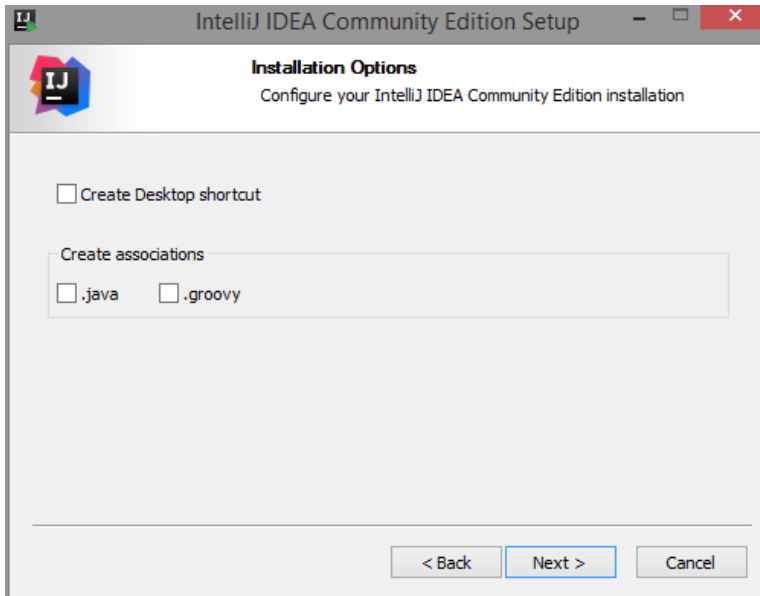 IntelliJ IDEA Community Edition Setup
IJ
Installation Options
Configure your IntelliJ IDEA Community Edition installation
Create Desktop shortcut
Create associations
.java .groovy
< Back Next > Cancel